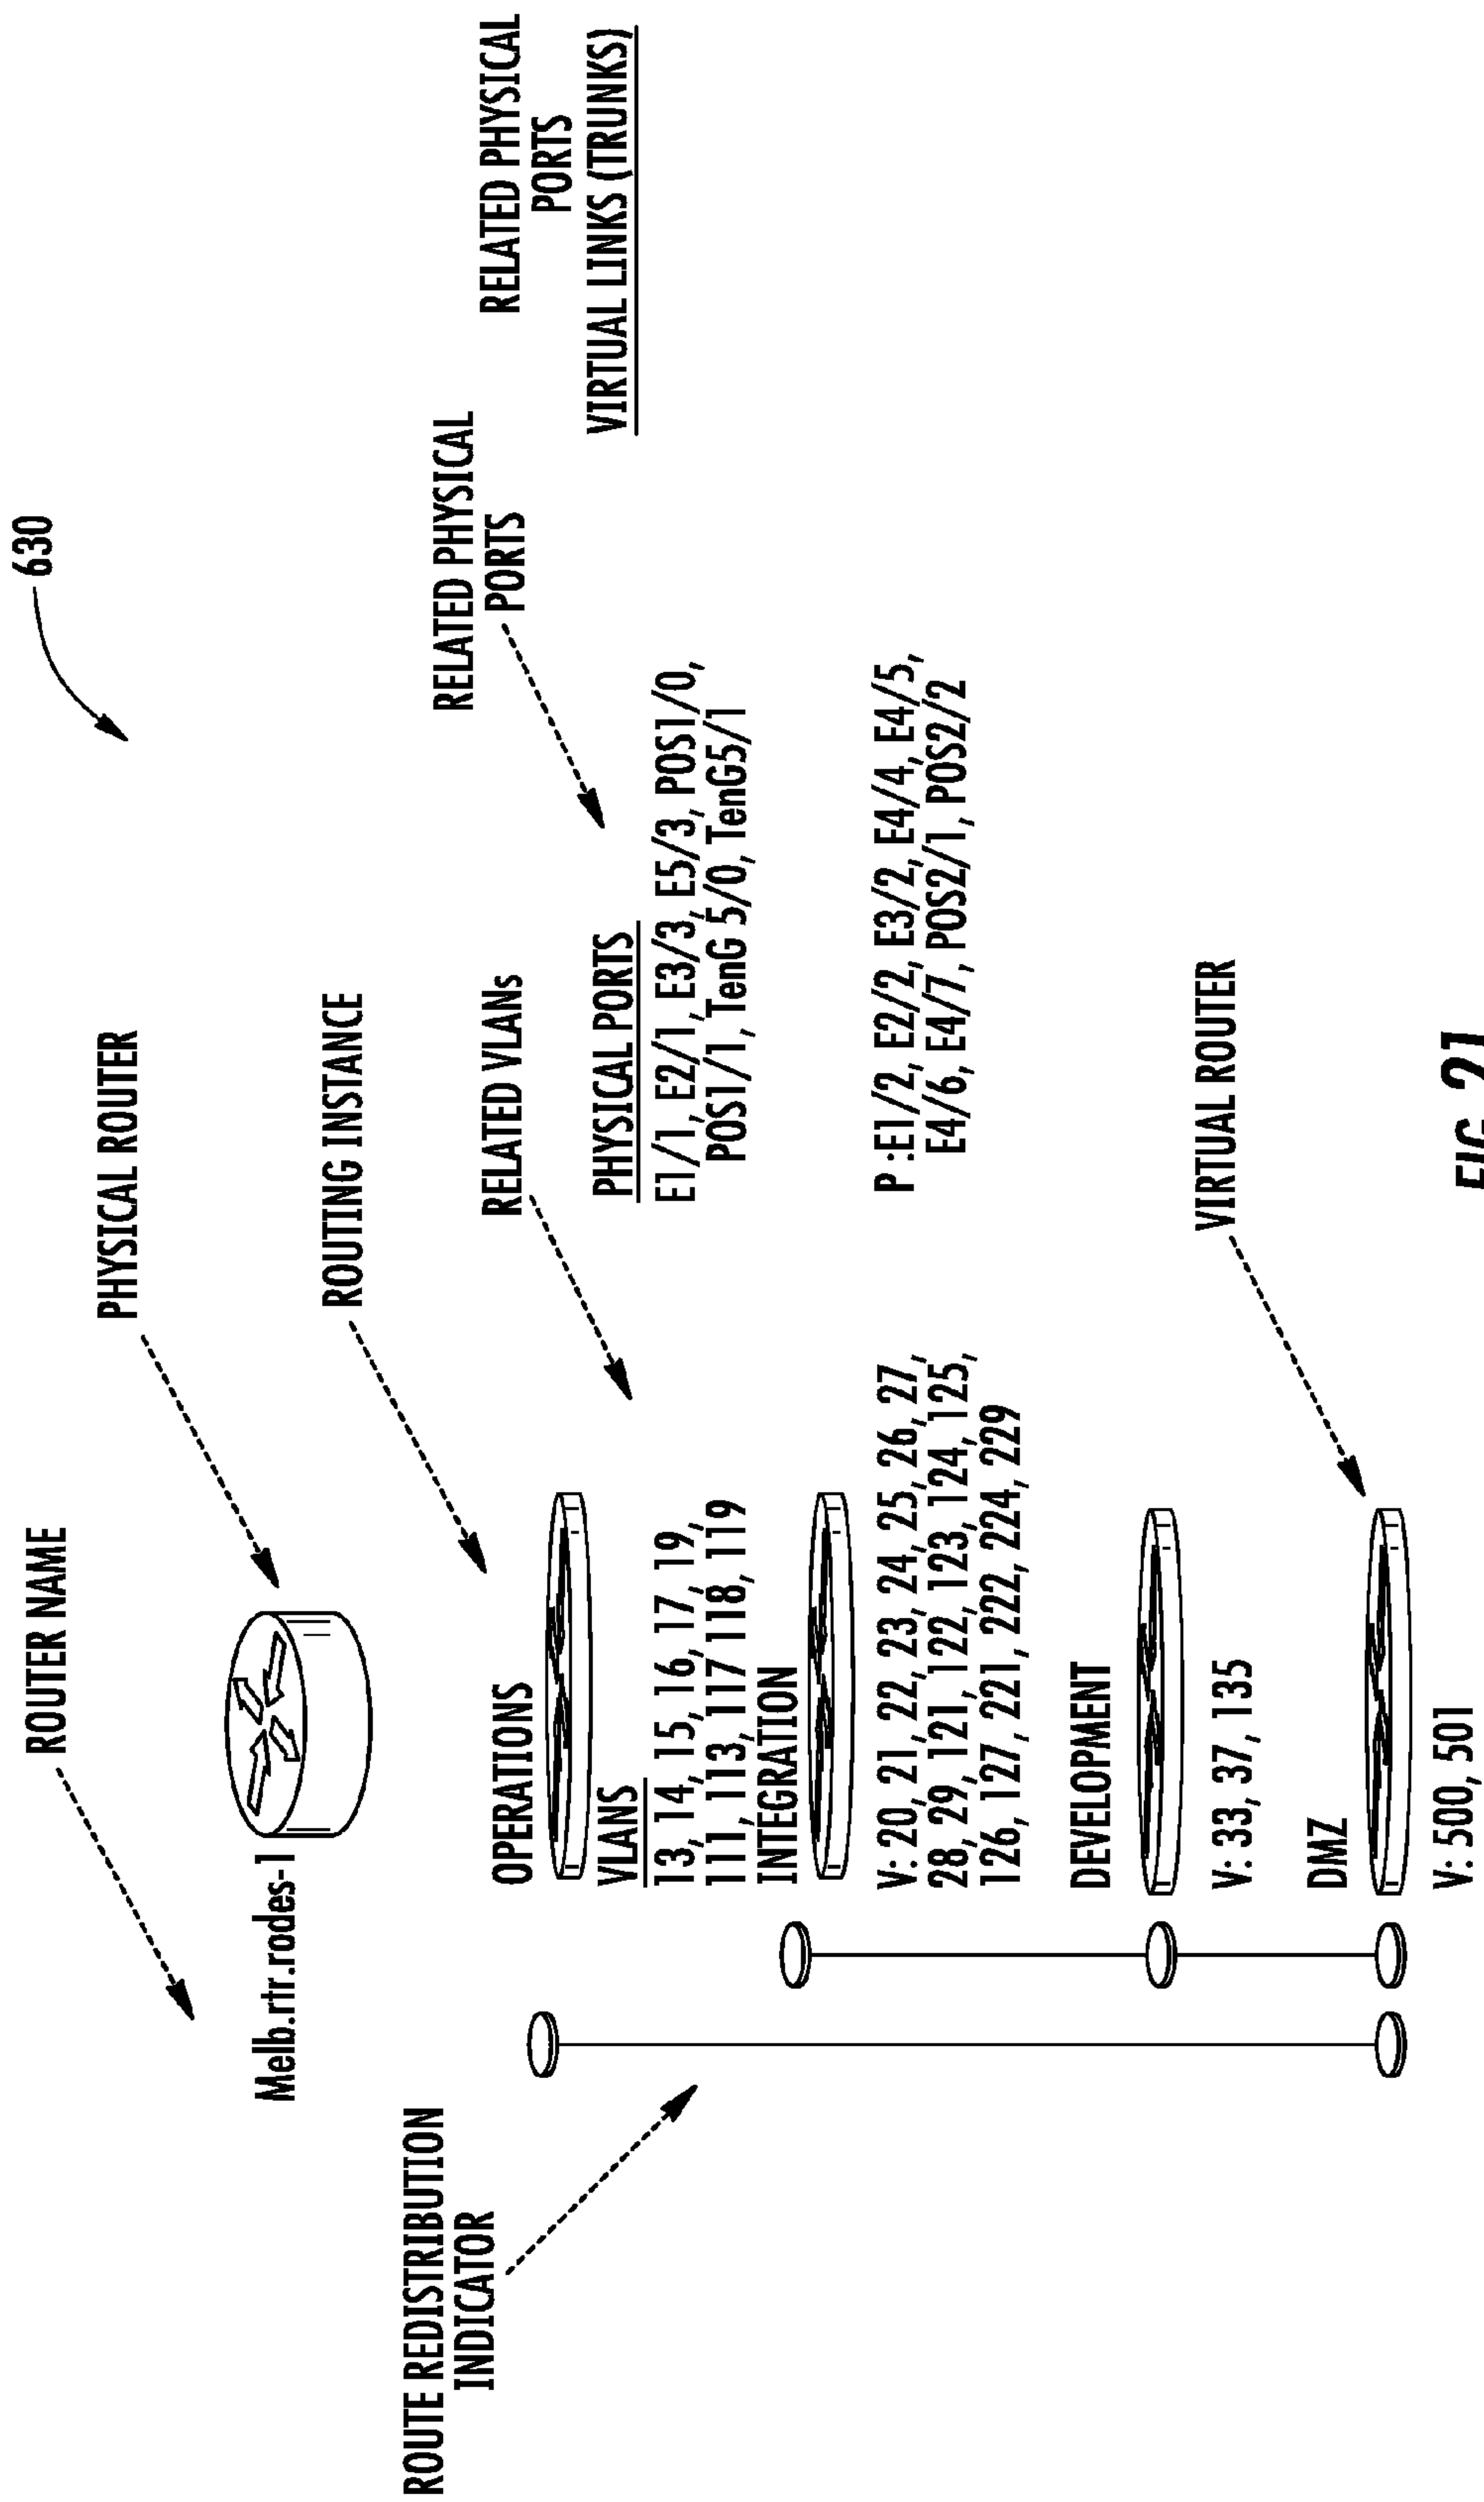 630
ROUTER NAME
PHYSICAL ROUTER
Melb.rtr.rades-1
ROUTING INSTANCE
ROUTE REDISTRIBUTION
INDICATOR
RELATED PHYSICAL
PORTS
RELATED PHYSICAL
PORTS
RELATED VLANs
OPERATIONS
VLANS
PHYSICAL PORTS
VIRTUAL LINKS (TRUNKS)
13, 14, 15, 16, 17, 19,
111, 113, 117, 118, 119
E1/1, E2/1, E3/3, E5/3, POS1/0,
POS1/1, TenG 5/0, TenG5/1
INTEGRATION
V: 20, 21, 22, 23, 24, 25, 26, 27,
28, 29, 121, 122, 123, 124, 125,
126, 127, 221, 222, 224, 229
P :E1/2, E2/2, E3/2, E4/4, E4/5,
E4/6, E4/7, POS2/1, POS2/2
DEVELOPMENT
V: 33, 37, 135
VIRTUAL ROUTER
DMZ
V: 500, 501
FIG. 21